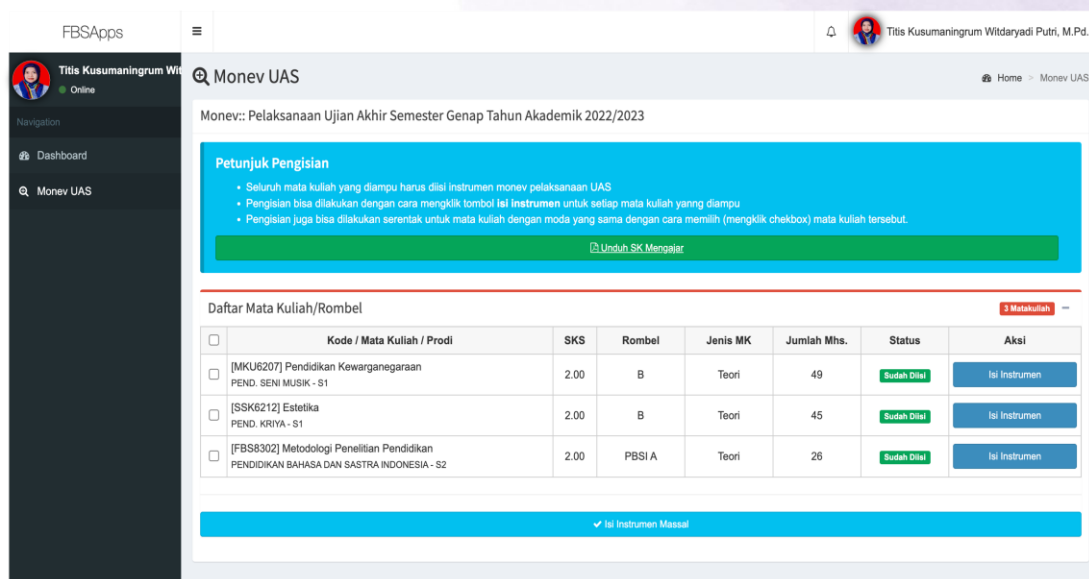 FBSApps
Titis Kusumaningrum Witdaryadi Putri, M.Pd.
Titis Kusumaningrum Wit
Online
Navigation
Dashboard
Monev UAS
Monev UAS
Home > Monev UAS
Monev:: Pelaksanaan Ujian Akhir Semester Genap Tahun Akademik 2022/2023
Petunjuk Pengisian
• Seluruh mata kuliah yang diampu harus diisi instrumen monev pelaksanaan UAS
• Pengisian bisa dilakukan dengan cara mengklik tombol isi instrumen untuk setiap mata kuliah yanng diampu
• Pengisian juga bisa dilakukan serentak untuk mata kuliah dengan moda yang sama dengan cara memilih (mengklik chekbox) mata kuliah tersebut.
Unduh SK Mengajar
Daftar Mata Kuliah/Rombel
3 Matakuliah
Kode / Mata Kuliah / Prodi SKS Rombel Jenis MK Jumlah Mhs. Status Aksi
[MKU6207] Pendidikan Kewarganegaraan
PEND. SENI MUSIK - S1
2.00 B Teori 49 Sudah Diisi Isi Instrumen
[SSK6212] Estetika
PEND. KRIYA - S1
2.00 B Teori 45 Sudah Diisi Isi Instrumen
[FBS8302] Metodologi Penelitian Pendidikan
PENDIDIKAN BAHASA DAN SASTRA INDONESIA - S2
2.00 PBSI A Teori 26 Sudah Diisi Isi Instrumen
Isi Instrumen Massal